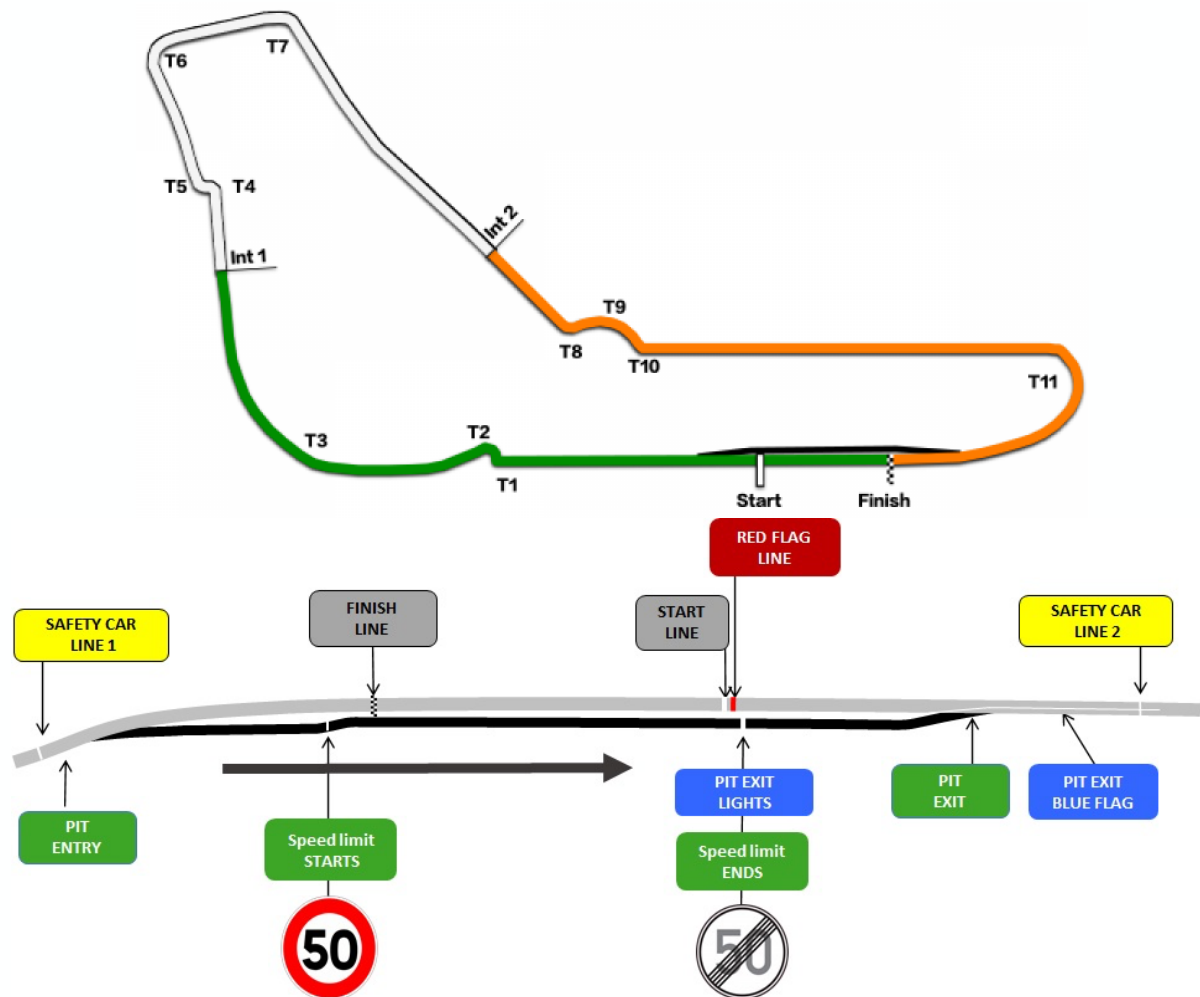 T7
T6
T5
T4
Int 2
Int 1
T9
T8
T10
T11
T3
T2
T1
Start
Finish
RED FLAG
LINE
SAFETY CAR
LINE 1
FINISH
LINE
START
LINE
SAFETY CAR
LINE 2
PIT
ENTRY
Speed limit
STARTS
PIT EXIT
LIGHTS
Speed limit
ENDS
PIT
EXIT
PIT EXIT
BLUE FLAG
50
50